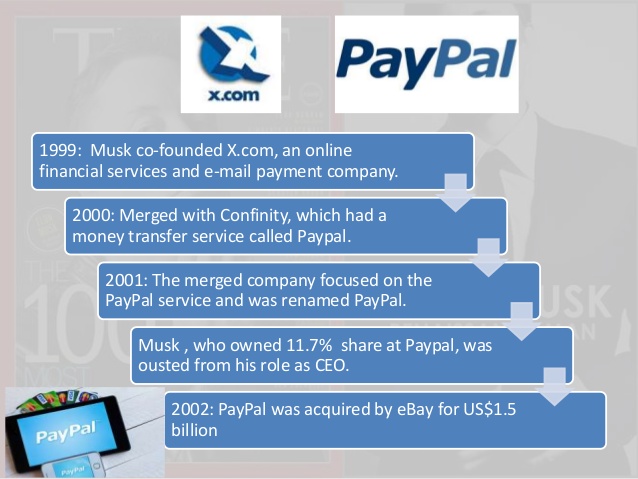 x.com
PayPal
1999:  Musk co-founded X.com, an online
financial services and e-mail payment company.
2000: Merged with Confinity, which had a
money transfer service called Paypal.
2001: The merged company focused on the
PayPal service and was renamed PayPal.
Musk , who owned 11.7%  share at Paypal, was
ousted from his role as CEO.
2002: PayPal was acquired by eBay for US$1.5
billion
100
MOST
USK
PayPal
PayPal